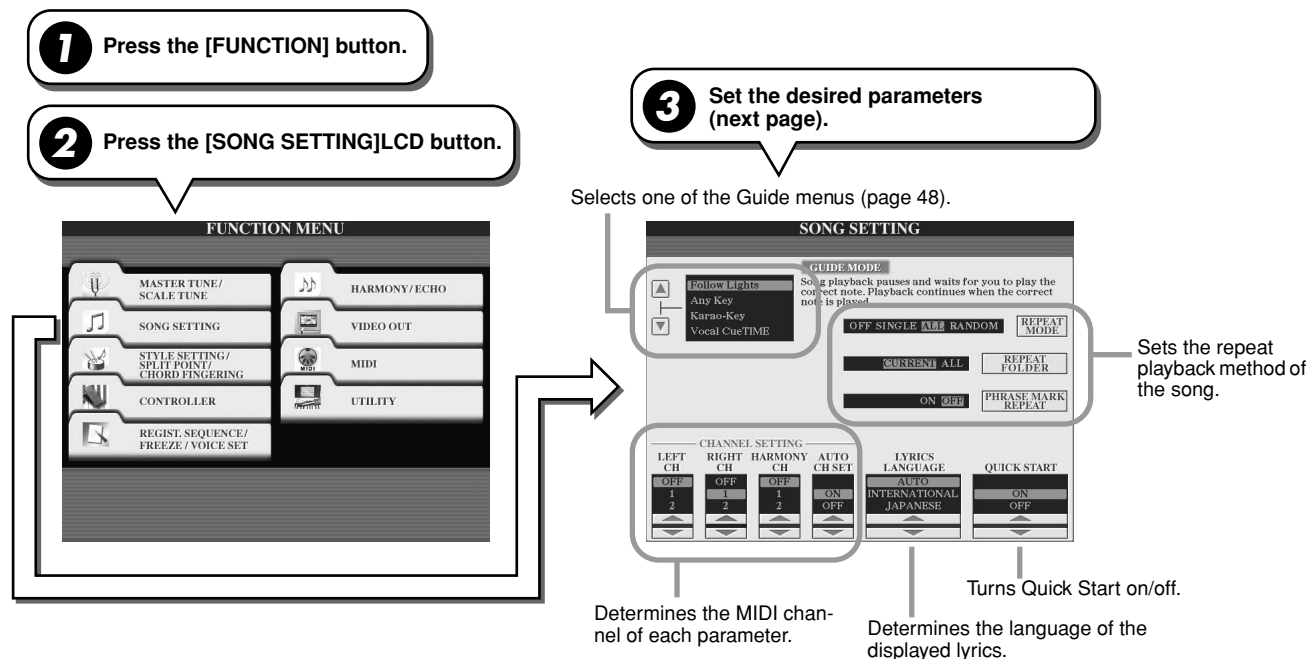 1 Press the [FUNCTION] button.
2 Press the [SONG SETTING]LCD button.
FUNCTION MENU
MASTER TUNE/
SCALE TUNE
HARMONY/ECHO
SONG SETTING
VIDEO OUT
STYLE SETTING/
SPLIT POINT/
CHORD FINGERING
MIDI
MIDI
CONTROLLER
UTILITY
REGIST. SEQUENCE/
FREEZE / VOICE SET
3 Set the desired parameters
(next page).
Selects one of the Guide menus (page 48).
SONG SETTING
Follow Lights
Any Key
Karao-Key
Vocal CueTIME
GUIDE MODE
Song playback pauses and waits for you to play the
correct note. Playback continues when the correct
note is played.
OFF SINGLE ALL RANDOM
REPEAT
MODE
CURRENT ALL
REPEAT
FOLDER
ON OFF
PHRASE MARK
REPEAT
Sets the repeat
playback method of
the song.
CHANNEL SETTING
LEFT
CH
OFF
1
2
RIGHT
CH
OFF
1
2
HARMONY
CH
OFF
1
2
AUTO
CH SET
ON
OFF
LYRICS
LANGUAGE
AUTO
INTERNATIONAL
JAPANESE
QUICK START
ON
OFF
Determines the MIDI chan-
nel of each parameter.
Determines the language of the
displayed lyrics.
Turns Quick Start on/off.